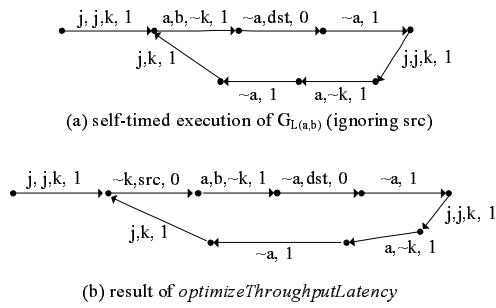 j, j,k, 1 a,b,~k, 1 ~a,dst, 0 ~a, 1
j,k, 1 j,j,k, 1
~a, 1 a,~k, 1
(a) self-timed execution of G_L(a,b) (ignoring src)
j, j,k, 1 ~k,src, 0 a,b,~k, 1 ~a,dst, 0 ~a, 1
j,k, 1 j,j,k, 1
~a, 1 a,~k, 1
(b) result of optimizeThroughputLatency